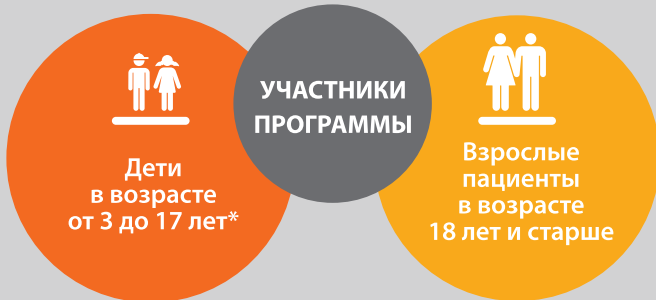 УЧАСТНИКИ
ПРОГРАММЫ
Дети
в возрасте
от 3 до 17 лет*
Взрослые
пациенты
в возрасте
18 лет и старше